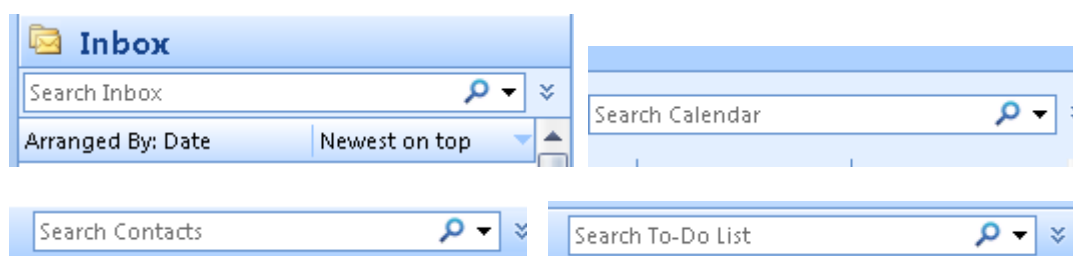 Inbox
Search Inbox
Arranged By: Date Newest on top
Search Calendar
Search Contacts
Search To-Do List